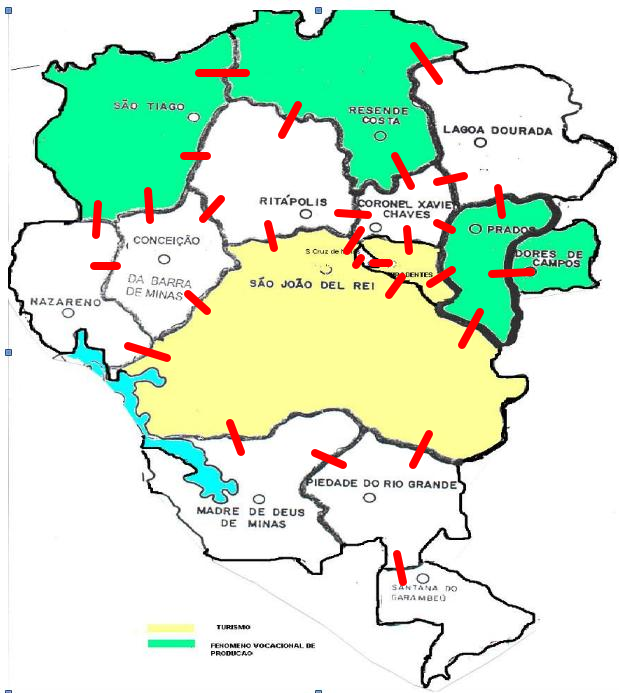 SÃO TIAGO
RESENDE
COSTA
LAGOA DOURADA
RITÁPOLIS
CORONEL XAVIER
CHAVES
PRADOS
CONCEIÇÃO
DA BARRA
DE MINAS
S Cruz de
DORES DE
CAMPOS
SÃO JOÃO DEL REI
NAZARENO
PIEDADE DO RIO GRANDE
MADRE DE DEUS
DE MINAS
SANTANA DO
GARAMBEÚ
TURISMO
FENOMENO VOCACIONAL DE
PRODUCAO